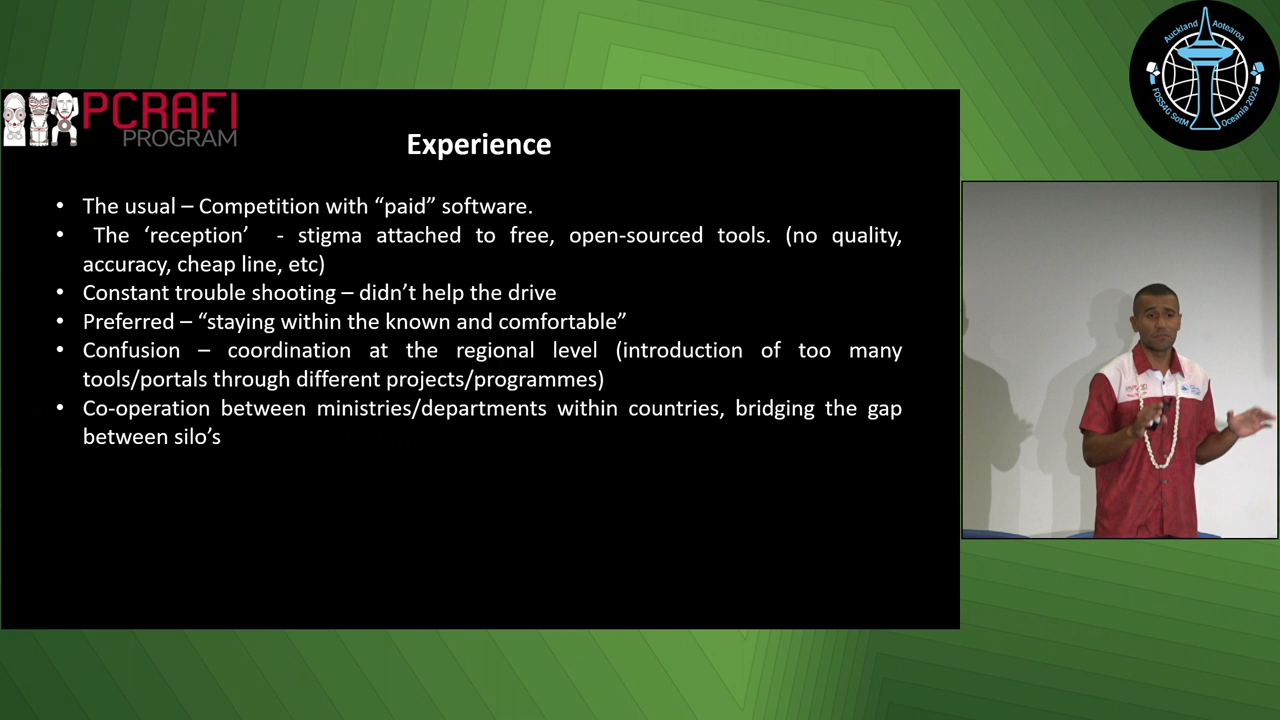 PCRAFI
PROGRAM
Experience
• The usual – Competition with “paid” software.
• The ‘reception’ - stigma attached to free, open-sourced tools. (no quality,
accuracy, cheap line, etc)
• Constant trouble shooting – didn’t help the drive
• Preferred – “staying within the known and comfortable”
• Confusion – coordination at the regional level (introduction of too many
tools/portals through different projects/programmes)
• Co-operation between ministries/departments within countries, bridging the gap
between silo’s
Auckland Aotearoa
FOSS4G SotM Oceania 2023